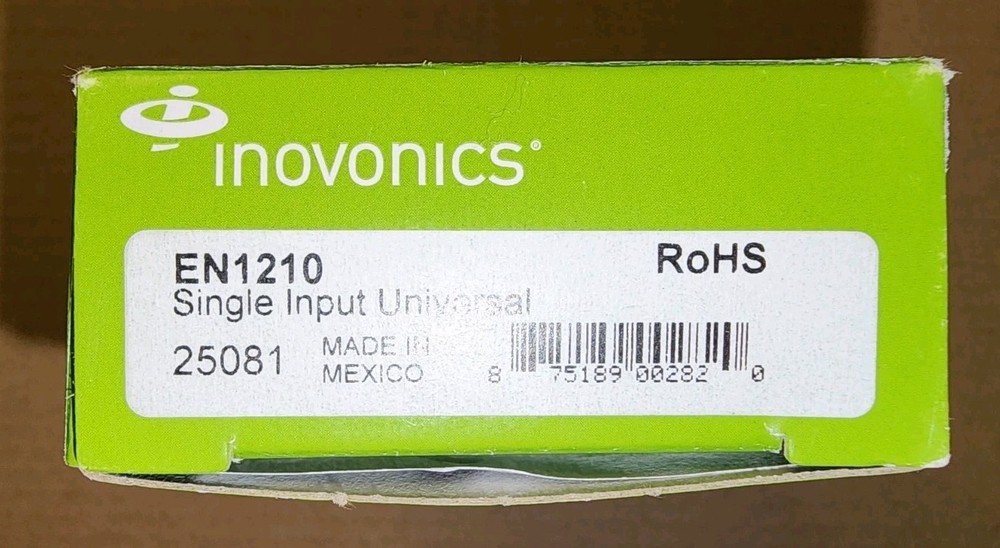 inovonics®
EN1210
RoHS
Single Input Universal
25081
MADE IN
MEXICO
8 75189 00282 0